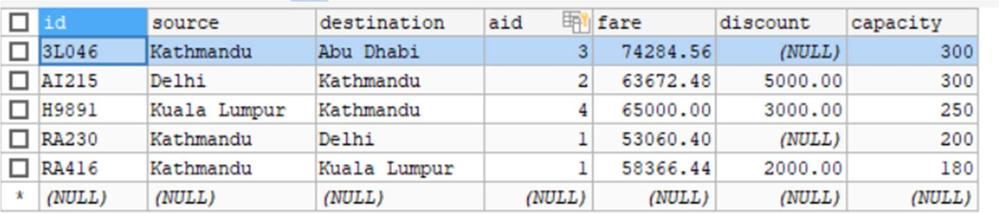 id source destination aid fare discount capacity
3L046 Kathmandu Abu Dhabi 3 74284.56 (NULL) 300
AI215 Delhi Kathmandu 2 63672.48 5000.00 300
H9891 Kuala Lumpur Kathmandu 4 65000.00 3000.00 250
RA230 Kathmandu Delhi 1 53060.40 (NULL) 200
RA416 Kathmandu Kuala Lumpur 1 58366.44 2000.00 180
* (NULL) (NULL) (NULL) (NULL) (NULL) (NULL) (NULL)